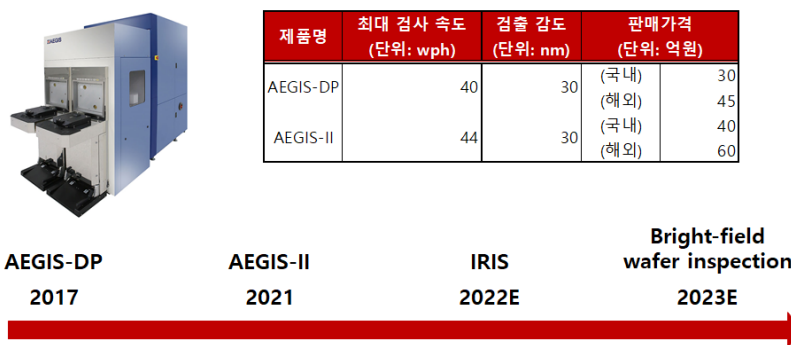 AEGIS
제품명 최대 검사 속도 (단위: wph) 검출 감도 (단위: nm) 판매가격 (단위: 억원)
AEGIS-DP 40 30 (국내) 30
(해외) 45
AEGIS-II 44 30 (국내) 40
(해외) 60
AEGIS-DP AEGIS-II IRIS Bright-field wafer inspection
2017 2021 2022E 2023E